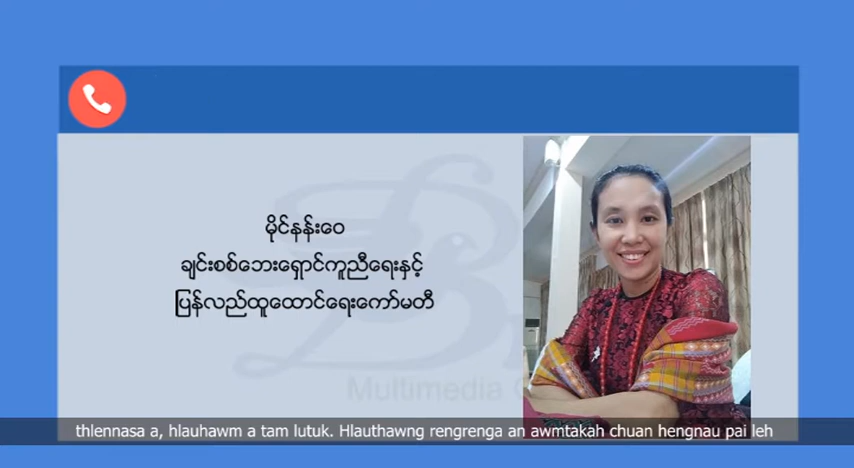 မိုင်နန်းဝေ
ချင်းစစ်ဘေးရှောင်ကူညီရေးနှင့်
ပြန်လည်ထူထောင်ရေးကော်မတီ
Multimedia
thlennasa a, hlauhawm a tam lutuk. Hlauthawng rengrenga an awmtakah chuan hengnau pai leh